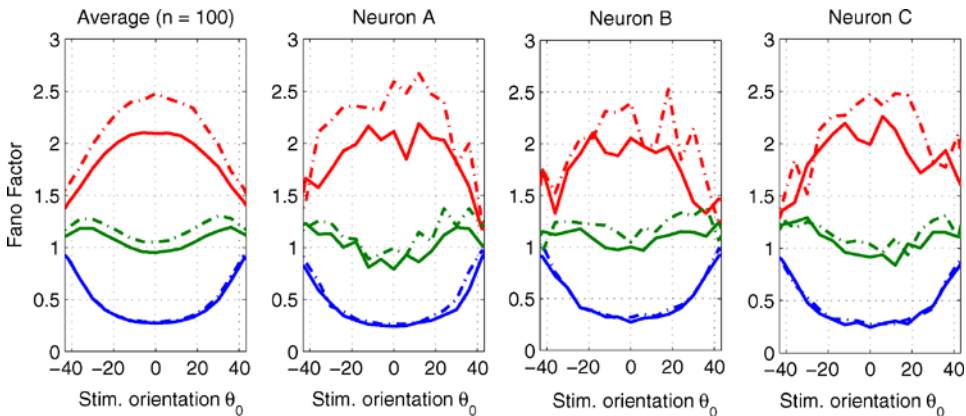 Average (n = 100)
Neuron A
Neuron B
Neuron C
Fano Factor
3
2.5
2
1.5
1
0.5
0
−40 −20 0 20 40
Stim. orientation θ0
3
2.5
2
1.5
1
0.5
0
−40 −20 0 20 40
Stim. orientation θ0
3
2.5
2
1.5
1
0.5
0
−40 −20 0 20 40
Stim. orientation θ0
3
2.5
2
1.5
1
0.5
0
−40 −20 0 20 40
Stim. orientation θ0